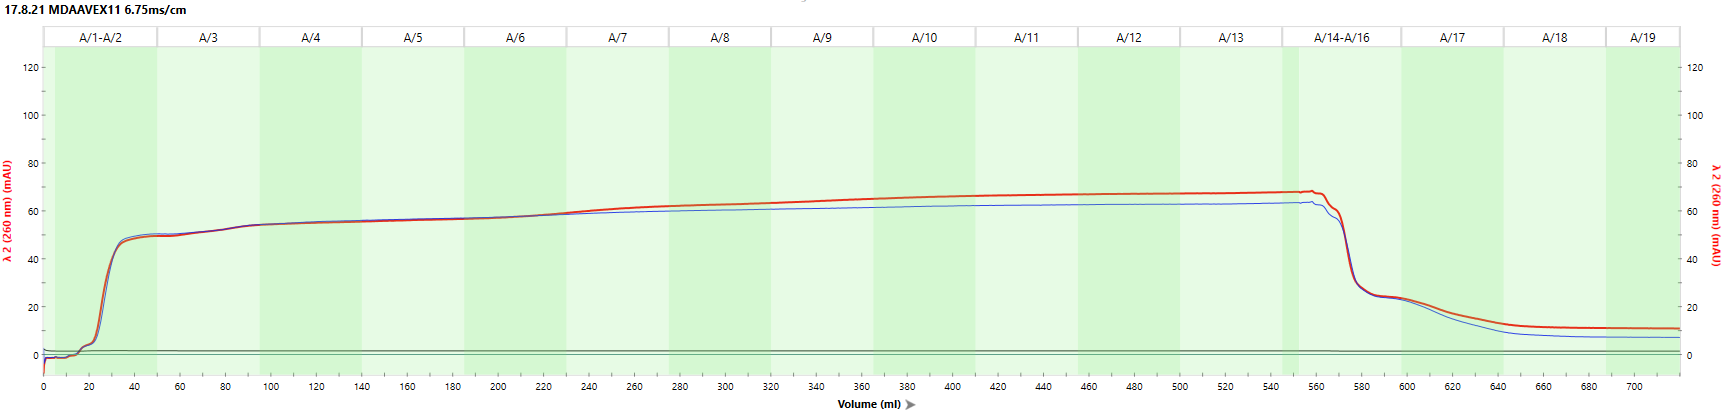 17.8.21 MDAAVEX11 6.75ms/cm
A/1-A/2 A/3 A/4 A/5 A/6 A/7 A/8 A/9 A/10 A/11 A/12 A/13 A/14-A/16 A/17 A/18 A/19
120 120
100 100
80 80
60 60
40 40
20 20
0 0
λ 2 (260 nm) (mAU)
λ 2 (260 nm) (mAU)
0 20 40 60 80 100 120 140 160 180 200 220 240 260 280 300 320 340 360 380 400 420 440 460 480 500 520 540 560 580 600 620 640 660 680 700
Volume (ml)